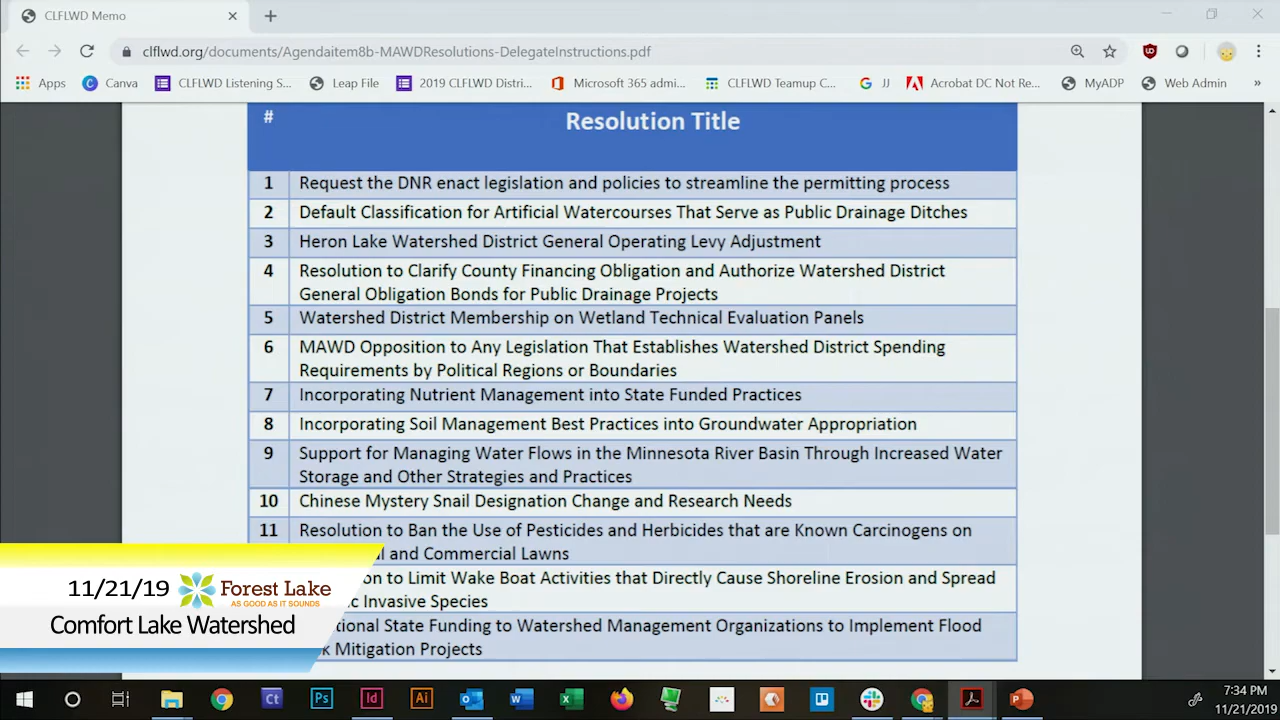 CLFLWD Memo
clflwd.org/documents/Agendaitem8b-MAWDResolutions-DelegateInstructions.pdf
Apps Canva CLFLWD Listening S... Leap File 2019 CLFLWD Distri... Microsoft 365 admi... CLFLWD Teamup C... JJ Acrobat DC Not Re... MyADP Web Admin »
# Resolution Title
1 Request the DNR enact legislation and policies to streamline the permitting process
2 Default Classification for Artificial Watercourses That Serve as Public Drainage Ditches
3 Heron Lake Watershed District General Operating Levy Adjustment
4 Resolution to Clarify County Financing Obligation and Authorize Watershed District
General Obligation Bonds for Public Drainage Projects
5 Watershed District Membership on Wetland Technical Evaluation Panels
6 MAWD Opposition to Any Legislation That Establishes Watershed District Spending
Requirements by Political Regions or Boundaries
7 Incorporating Nutrient Management into State Funded Practices
8 Incorporating Soil Management Best Practices into Groundwater Appropriation
9 Support for Managing Water Flows in the Minnesota River Basin Through Increased Water
Storage and Other Strategies and Practices
10 Chinese Mystery Snail Designation Change and Research Needs
11 Resolution to Ban the Use of Pesticides and Herbicides that are Known Carcinogens on
al and Commercial Lawns
on to Limit Wake Boat Activities that Directly Cause Shoreline Erosion and Spread
ic Invasive Species
tional State Funding to Watershed Management Organizations to Implement Flood
k Mitigation Projects
11/21/19 Forest Lake
AS GOOD AS IT SOUNDS
Comfort Lake Watershed
Ct Ps Id Ai
7:34 PM
11/21/2019